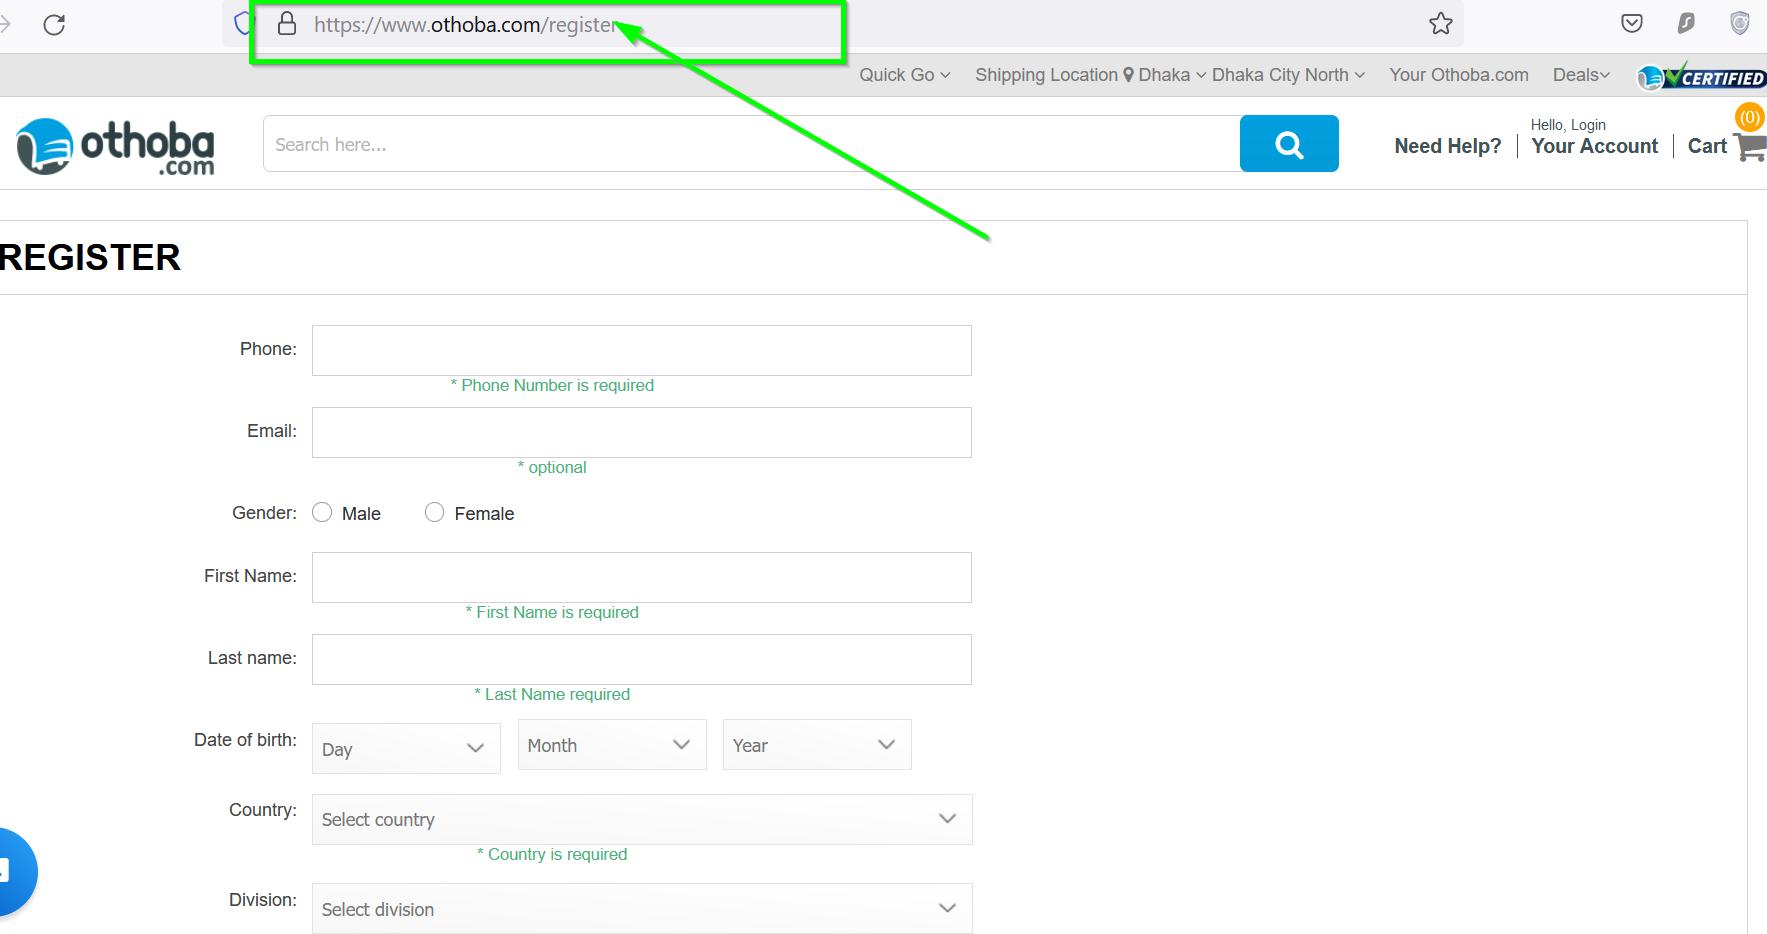 https://www.othoba.com/register
Quick Go Shipping Location Dhaka Dhaka City North Your Othoba.com Deals CERTIFIED
othoba
.com
Search here...
Need Help?
Hello, Login
Your Account
Cart
(0)
REGISTER
Phone:
* Phone Number is required
Email:
* optional
Gender: Male Female
First Name:
* First Name is required
Last name:
* Last Name required
Date of birth: Day Month Year
Country: Select country
* Country is required
Division: Select division